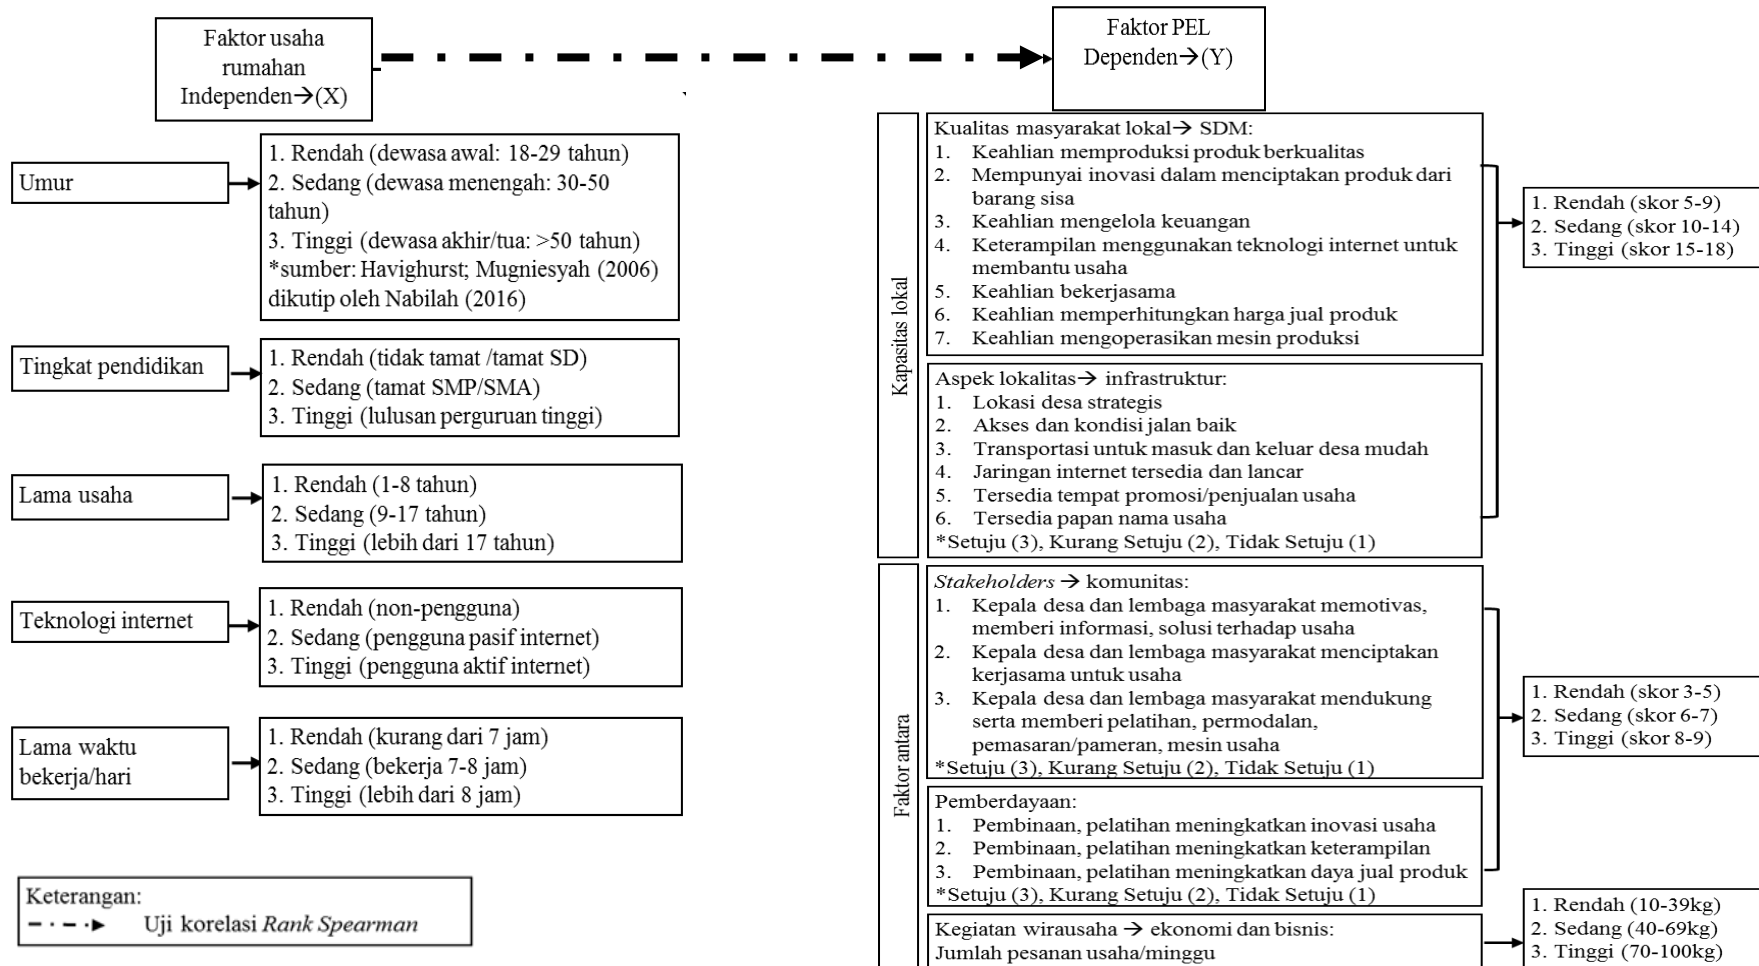 Faktor usaha
rumahan
Independen→(X)
Faktor PEL
Dependen→(Y)
Umur
1. Rendah (dewasa awal: 18-29 tahun)
2. Sedang (dewasa menengah: 30-50
tahun)
3. Tinggi (dewasa akhir/tua: >50 tahun)
*sumber: Havighurst; Mugniesyah (2006)
dikutip oleh Nabilah (2016)
Tingkat pendidikan
1. Rendah (tidak tamat /tamat SD)
2. Sedang (tamat SMP/SMA)
3. Tinggi (lulusan perguruan tinggi)
Lama usaha
1. Rendah (1-8 tahun)
2. Sedang (9-17 tahun)
3. Tinggi (lebih dari 17 tahun)
Teknologi internet
1. Rendah (non-pengguna)
2. Sedang (pengguna pasif internet)
3. Tinggi (pengguna aktif internet)
Lama waktu
bekerja/hari
1. Rendah (kurang dari 7 jam)
2. Sedang (bekerja 7-8 jam)
3. Tinggi (lebih dari 8 jam)
Keterangan:
Uji korelasi Rank Spearman
Kapasitas lokal
Kualitas masyarakat lokal→ SDM:
1. Keahlian memproduksi produk berkualitas
2. Mempunyai inovasi dalam menciptakan produk dari
barang sisa
3. Keahlian mengelola keuangan
4. Keterampilan menggunakan teknologi internet untuk
membantu usaha
5. Keahlian bekerjasama
6. Keahlian memperhitungkan harga jual produk
7. Keahlian mengoperasikan mesin produksi
Aspek lokalitas→ infrastruktur:
1. Lokasi desa strategis
2. Akses dan kondisi jalan baik
3. Transportasi untuk masuk dan keluar desa mudah
4. Jaringan internet tersedia dan lancar
5. Tersedia tempat promosi/penjualan usaha
6. Tersedia papan nama usaha
*Setuju (3), Kurang Setuju (2), Tidak Setuju (1)
1. Rendah (skor 5-9)
2. Sedang (skor 10-14)
3. Tinggi (skor 15-18)
Faktor antara
Stakeholders → komunitas:
1. Kepala desa dan lembaga masyarakat memotivas,
memberi informasi, solusi terhadap usaha
2. Kepala desa dan lembaga masyarakat menciptakan
kerjasama untuk usaha
3. Kepala desa dan lembaga masyarakat mendukung
serta memberi pelatihan, permodalan,
pemasaran/pameran, mesin usaha
*Setuju (3), Kurang Setuju (2), Tidak Setuju (1)
Pemberdayaan:
1. Pembinaan, pelatihan meningkatkan inovasi usaha
2. Pembinaan, pelatihan meningkatkan keterampilan
3. Pembinaan, pelatihan meningkatkan daya jual produk
*Setuju (3), Kurang Setuju (2), Tidak Setuju (1)
1. Rendah (skor 3-5)
2. Sedang (skor 6-7)
3. Tinggi (skor 8-9)
Kegiatan wirausaha → ekonomi dan bisnis:
Jumlah pesanan usaha/minggu
1. Rendah (10-39kg)
2. Sedang (40-69kg)
3. Tinggi (70-100kg)